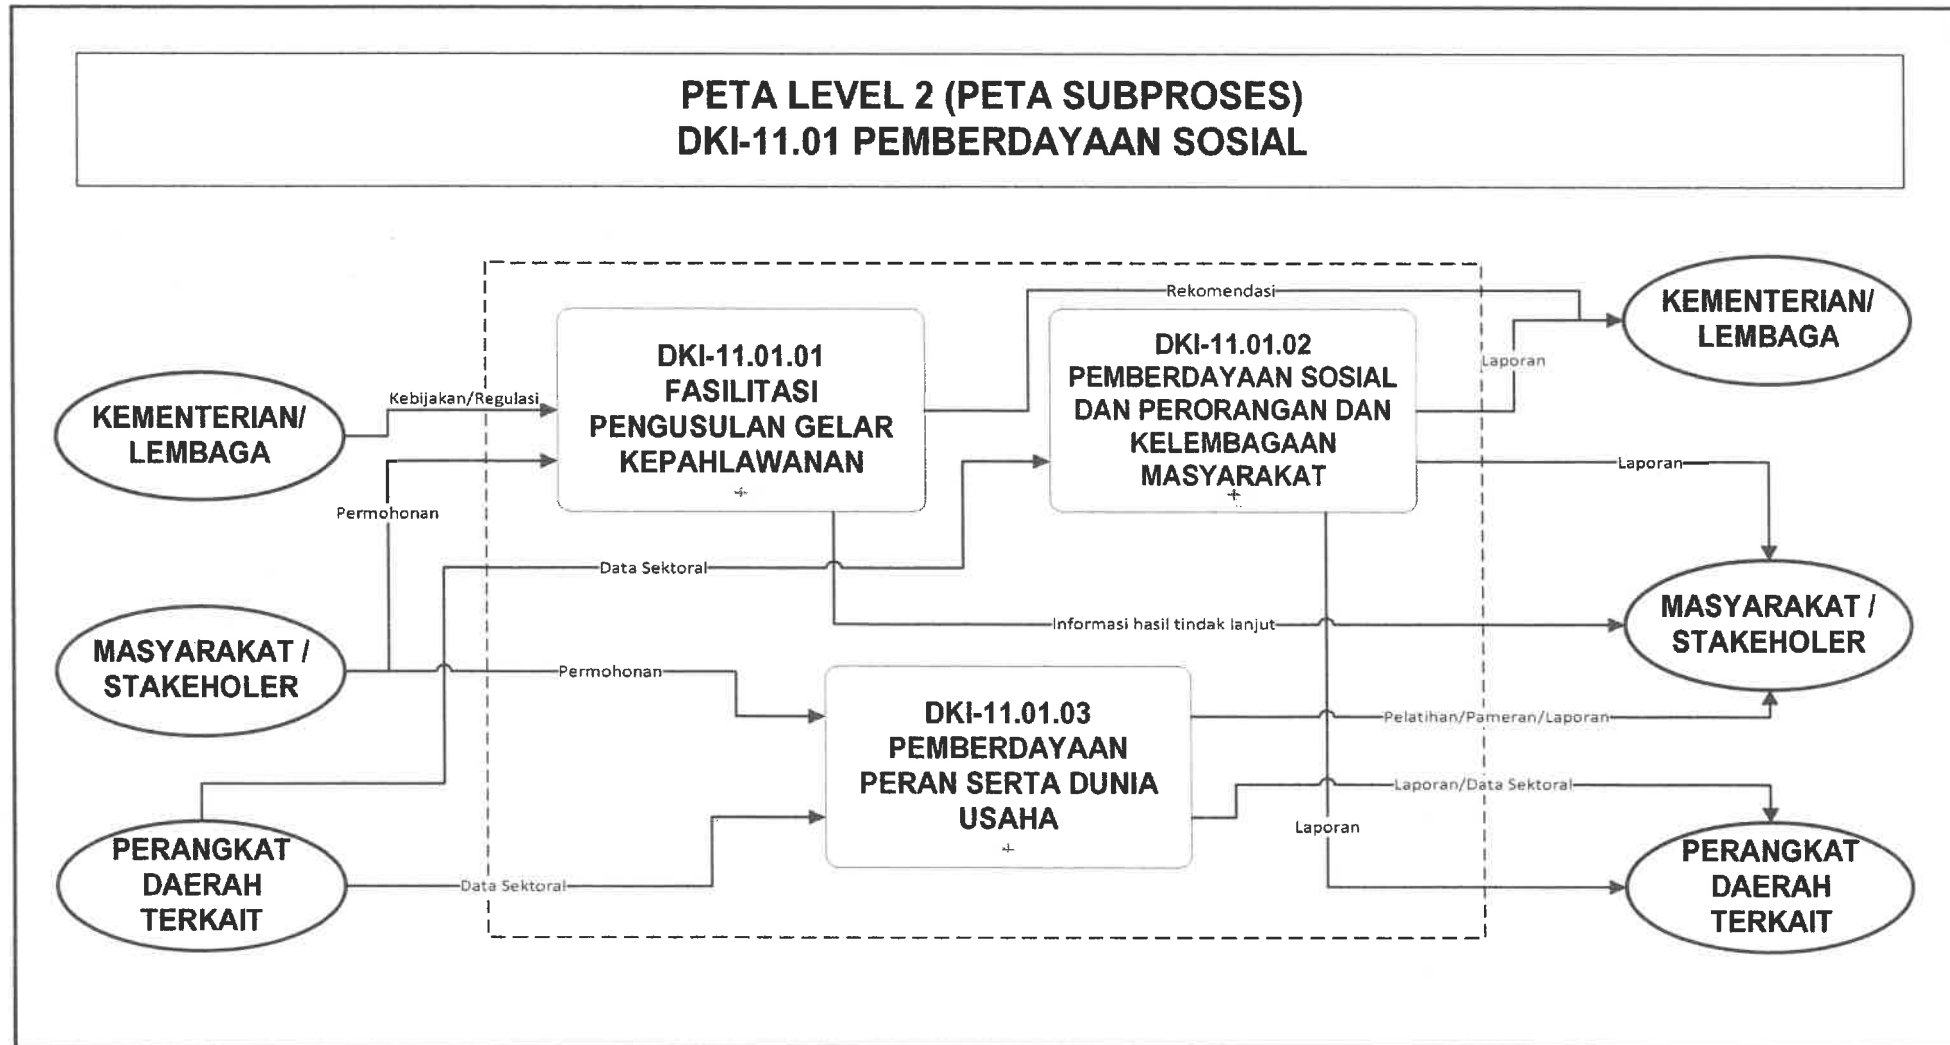 PETA LEVEL 2 (PETA SUBPROSES)
DKI-11.01 PEMBERDAYAAN SOSIAL
KEMENTERIAN/
LEMBAGA
MASYARAKAT /
STAKEHOLER
PERANGKAT
DAERAH
TERKAIT
Kebijakan/Regulasi
Permohonan
Data Sektoral
Permohonan
Data Sektoral
DKI-11.01.01
FASILITASI
PENGUSULAN GELAR
KEPAHLAWANAN
DKI-11.01.02
PEMBERDAYAAN SOSIAL
DAN PERORANGAN DAN
KELEMBAGAAN
MASYARAKAT
DKI-11.01.03
PEMBERDAYAAN
PERAN SERTA DUNIA
USAHA
Rekomendasi
Laporan
Laporan
Informasi hasil tindak lanjut
Pelatihan/Pameran/Laporan
Laporan/Data Sektoral
Laporan
KEMENTERIAN/
LEMBAGA
MASYARAKAT /
STAKEHOLER
PERANGKAT
DAERAH
TERKAIT